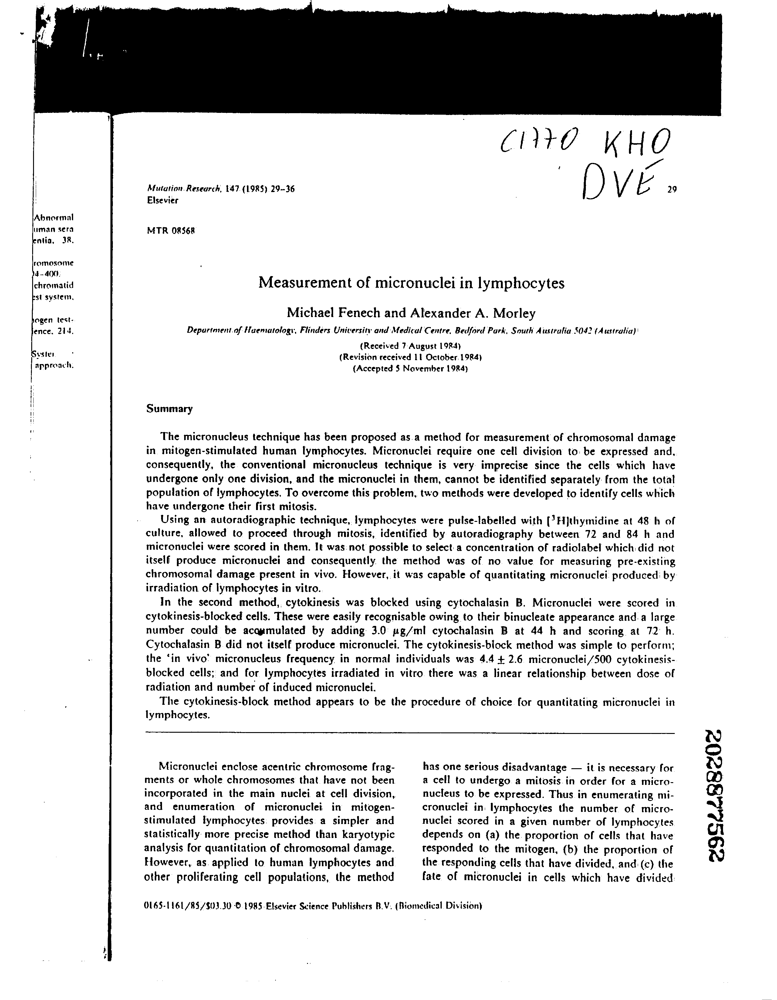 KHO
DVE
Mutation Research, 147 (1985) 29-36
29
Elsevier
MTR 08568
Abnormal
uman sera
entia, 38,
romosome
4-400.
chromatid
est system.
ogen test-
ence, 214.
approach.
Measurement of micronuclei in lymphocytes
Michael Fenech and Alexander A. Morley
Department of Haematology, Flinders University and Medical Centre, Bedford Park, South Australia 5042 (Australia)
(Received 7 August 1984)
(Revision received 11 October 1984)
(Accepted 5 November 1984)
Summary
The micronucleus technique has been proposed as a method for measurement of chromosomal damage
in mitogen-stimulated human lymphocytes. Micronuclei require one cell division to be expressed and,
consequently, the conventional micronucleus technique is very imprecise since the cells which have
undergone only one division, and the micronuclei in them, cannot be identified separately from the total
population of lymphocytes. To overcome this problem, two methods were developed to identify cells which
have undergone their first mitosis.
Using an autoradiographic technique, lymphocytes were pulse-labelled with [³H]thymidine at 48 h of
culture, allowed to proceed through mitosis, identified by autoradiography between 72 and 84 h and
micronuclei were scored in them. It was not possible to select a concentration of radiolabel which did not
itself produce micronuclei and consequently the method was of no value for measuring pre-existing
chromosomal damage present in vivo. However, it was capable of quantitating micronuclei produced by
irradiation of lymphocytes in vitro.
In the second method, cytokinesis was blocked using cytochalasin B. Micronuclei were scored in
cytokinesis-blocked cells. These were easily recognisable owing to their binucleate appearance and a large
number could be accumulated by adding 3.0 μg/ml cytochalasin B at 44 h and scoring at 72 h.
Cytochalasin B did not itself produce micronuclei. The cytokinesis-block method was simple to perform;
the 'in vivo' micronucleus frequency in normal individuals was 4.4 ± 2.6 micronuclei/500 cytokinesis-
blocked cells; and for lymphocytes irradiated in vitro there was a linear relationship between dose of
radiation and number of induced micronuclei.
The cytokinesis-block method appears to be the procedure of choice for quantitating micronuclei in
lymphocytes.
Micronuclei enclose acentric chromosome frag-
ments or whole chromosomes that have not been
incorporated in the main nuclei at cell division,
and enumeration of micronuclei in mitogen-
stimulated lymphocytes provides a simpler and
statistically more precise method than karyotypic
analysis for quantitation of chromosomal damage.
However, as applied to human lymphocytes and
other proliferating cell populations, the method
has one serious disadvantage — it is necessary for
a cell to undergo a mitosis in order for a micro-
nucleus to be expressed. Thus in enumerating mi-
cronuclei in lymphocytes the number of micro-
nuclei scored in a given number of lymphocytes
depends on (a) the proportion of cells that have
responded to the mitogen, (b) the proportion of
the responding cells that have divided, and (c) the
fate of micronuclei in cells which have divided
0165-1161/85/$03.30 © 1985 Elsevier Science Publishers B.V. (Biomedical Division)
2028877562